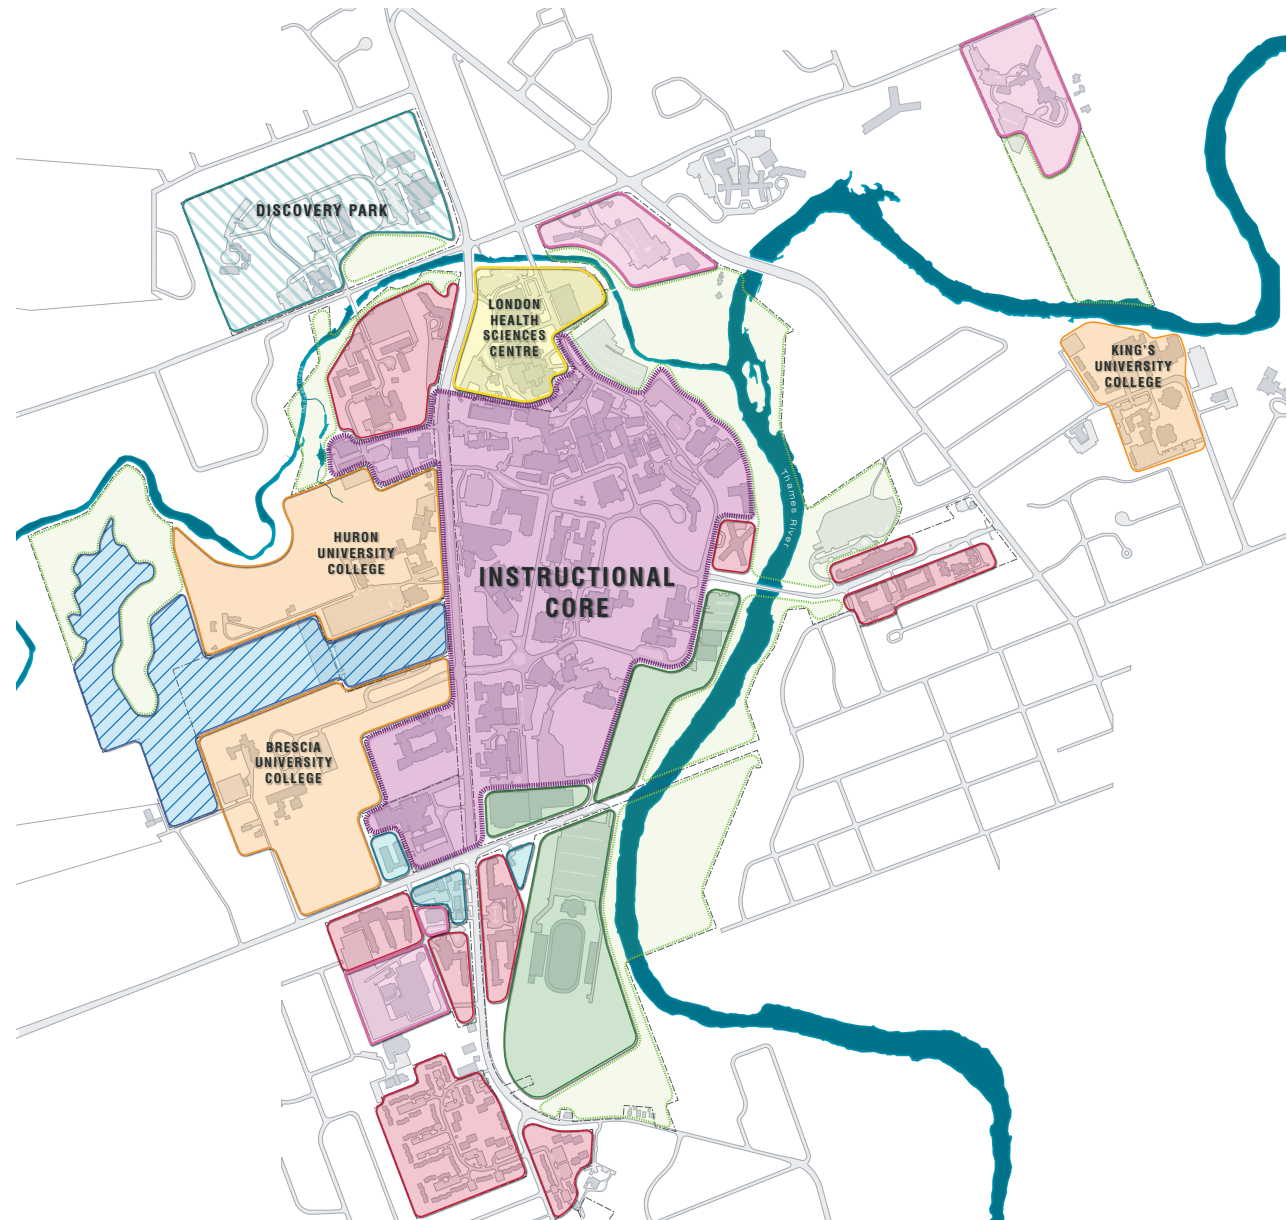 DISCOVERY PARK
LONDON
HEALTH
SCIENCES
CENTRE
KING'S
UNIVERSITY
COLLEGE
Thames River
HURON
UNIVERSITY
COLLEGE
INSTRUCTIONAL
CORE
BRESCIA
UNIVERSITY
COLLEGE